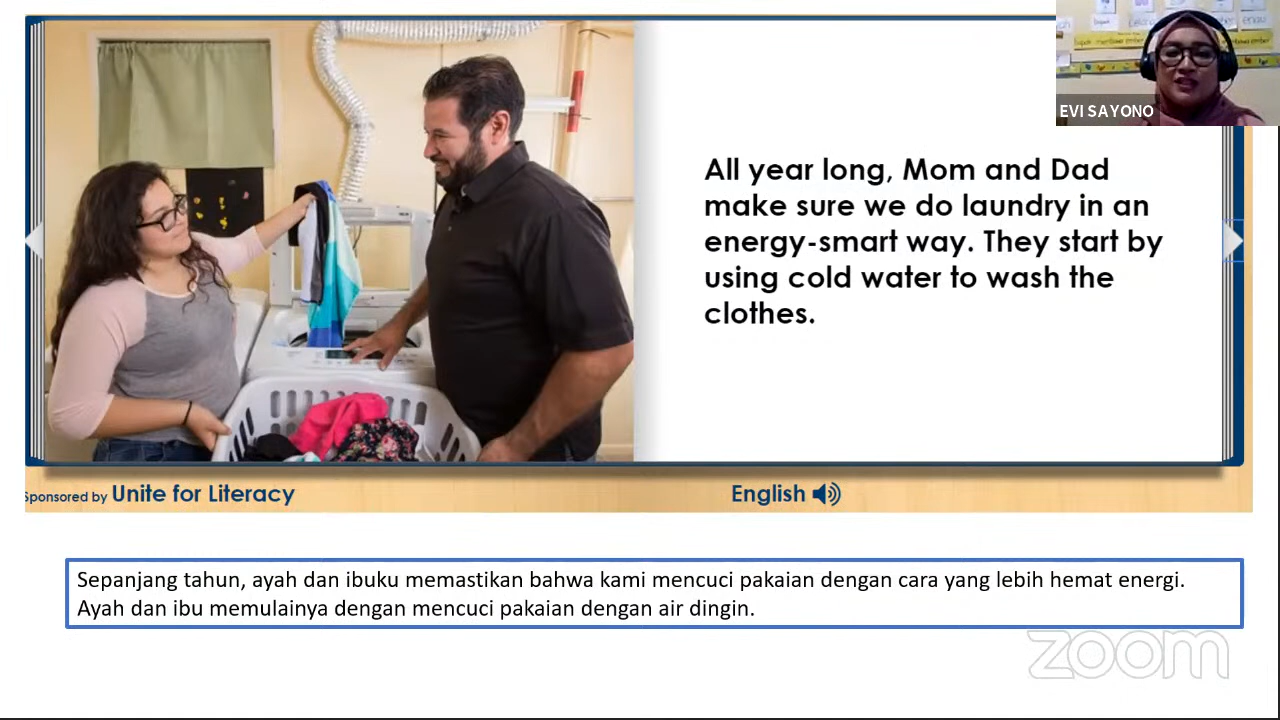 EVI SAYONO
All year long, Mom and Dad
make sure we do laundry in an
energy-smart way. They start by
using cold water to wash the
clothes.
Sponsored by Unite for Literacy
English
Sepanjang tahun, ayah dan ibuku memastikan bahwa kami mencuci pakaian dengan cara yang lebih hemat energi.
Ayah dan ibu memulainya dengan mencuci pakaian dengan air dingin.
zoom